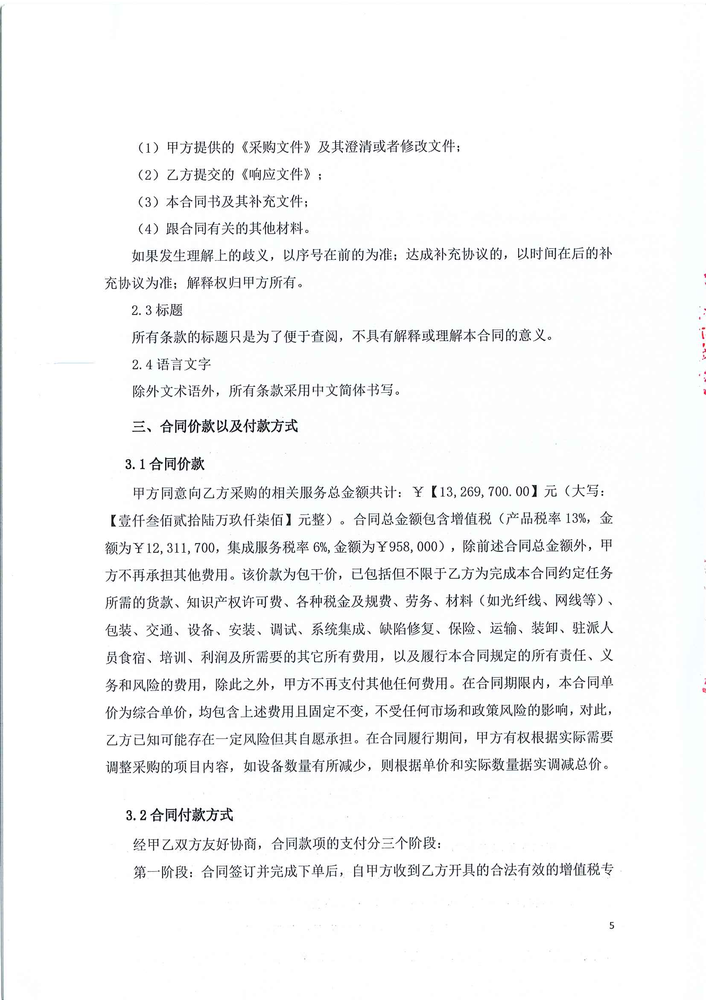 （1）甲方提供的《采购文件》及其澄清或者修改文件；
（2）乙方提交的《响应文件》；
（3）本合同书及其补充文件；
（4）跟合同有关的其他材料。
如果发生理解上的歧义，以序号在前的为准；达成补充协议的，以时间在后的补
充协议为准；解释权归甲方所有。
2.3 标题
所有条款的标题只是为了便于查阅，不具有解释或理解本合同的意义。
2.4 语言文字
除外文术语外，所有条款采用中文简体书写。
三、合同价款以及付款方式
3.1 合同价款
甲方同意向乙方采购的相关服务总金额共计：￥【13,269,700.00】元（大写：
【壹仟叁佰贰拾陆万玖仟柒佰】元整）。合同总金额包含增值税（产品税率 13%，金
额为￥12,311,700，集成服务税率 6%,金额为￥958,000），除前述合同总金额外，甲
方不再承担其他费用。该价款为包干价，已包括但不限于乙方为完成本合同约定任务
所需的货款、知识产权许可费、各种税金及规费、劳务、材料（如光纤线、网线等）、
包装、交通、设备、安装、调试、系统集成、缺陷修复、保险、运输、装卸、驻派人
员食宿、培训、利润及所需要的其它所有费用，以及履行本合同规定的所有责任、义
务和风险的费用，除此之外，甲方不再支付其他任何费用。在合同期限内，本合同单
价为综合单价，均包含上述费用且固定不变，不受任何市场和政策风险的影响，对此，
乙方已知可能存在一定风险但其自愿承担。在合同履行期间，甲方有权根据实际需要
调整采购的项目内容，如设备数量有所减少，则根据单价和实际数量据实调减总价。
3.2 合同付款方式
经甲乙双方友好协商，合同款项的支付分三个阶段：
第一阶段：合同签订并完成下单后，自甲方收到乙方开具的合法有效的增值税专
5